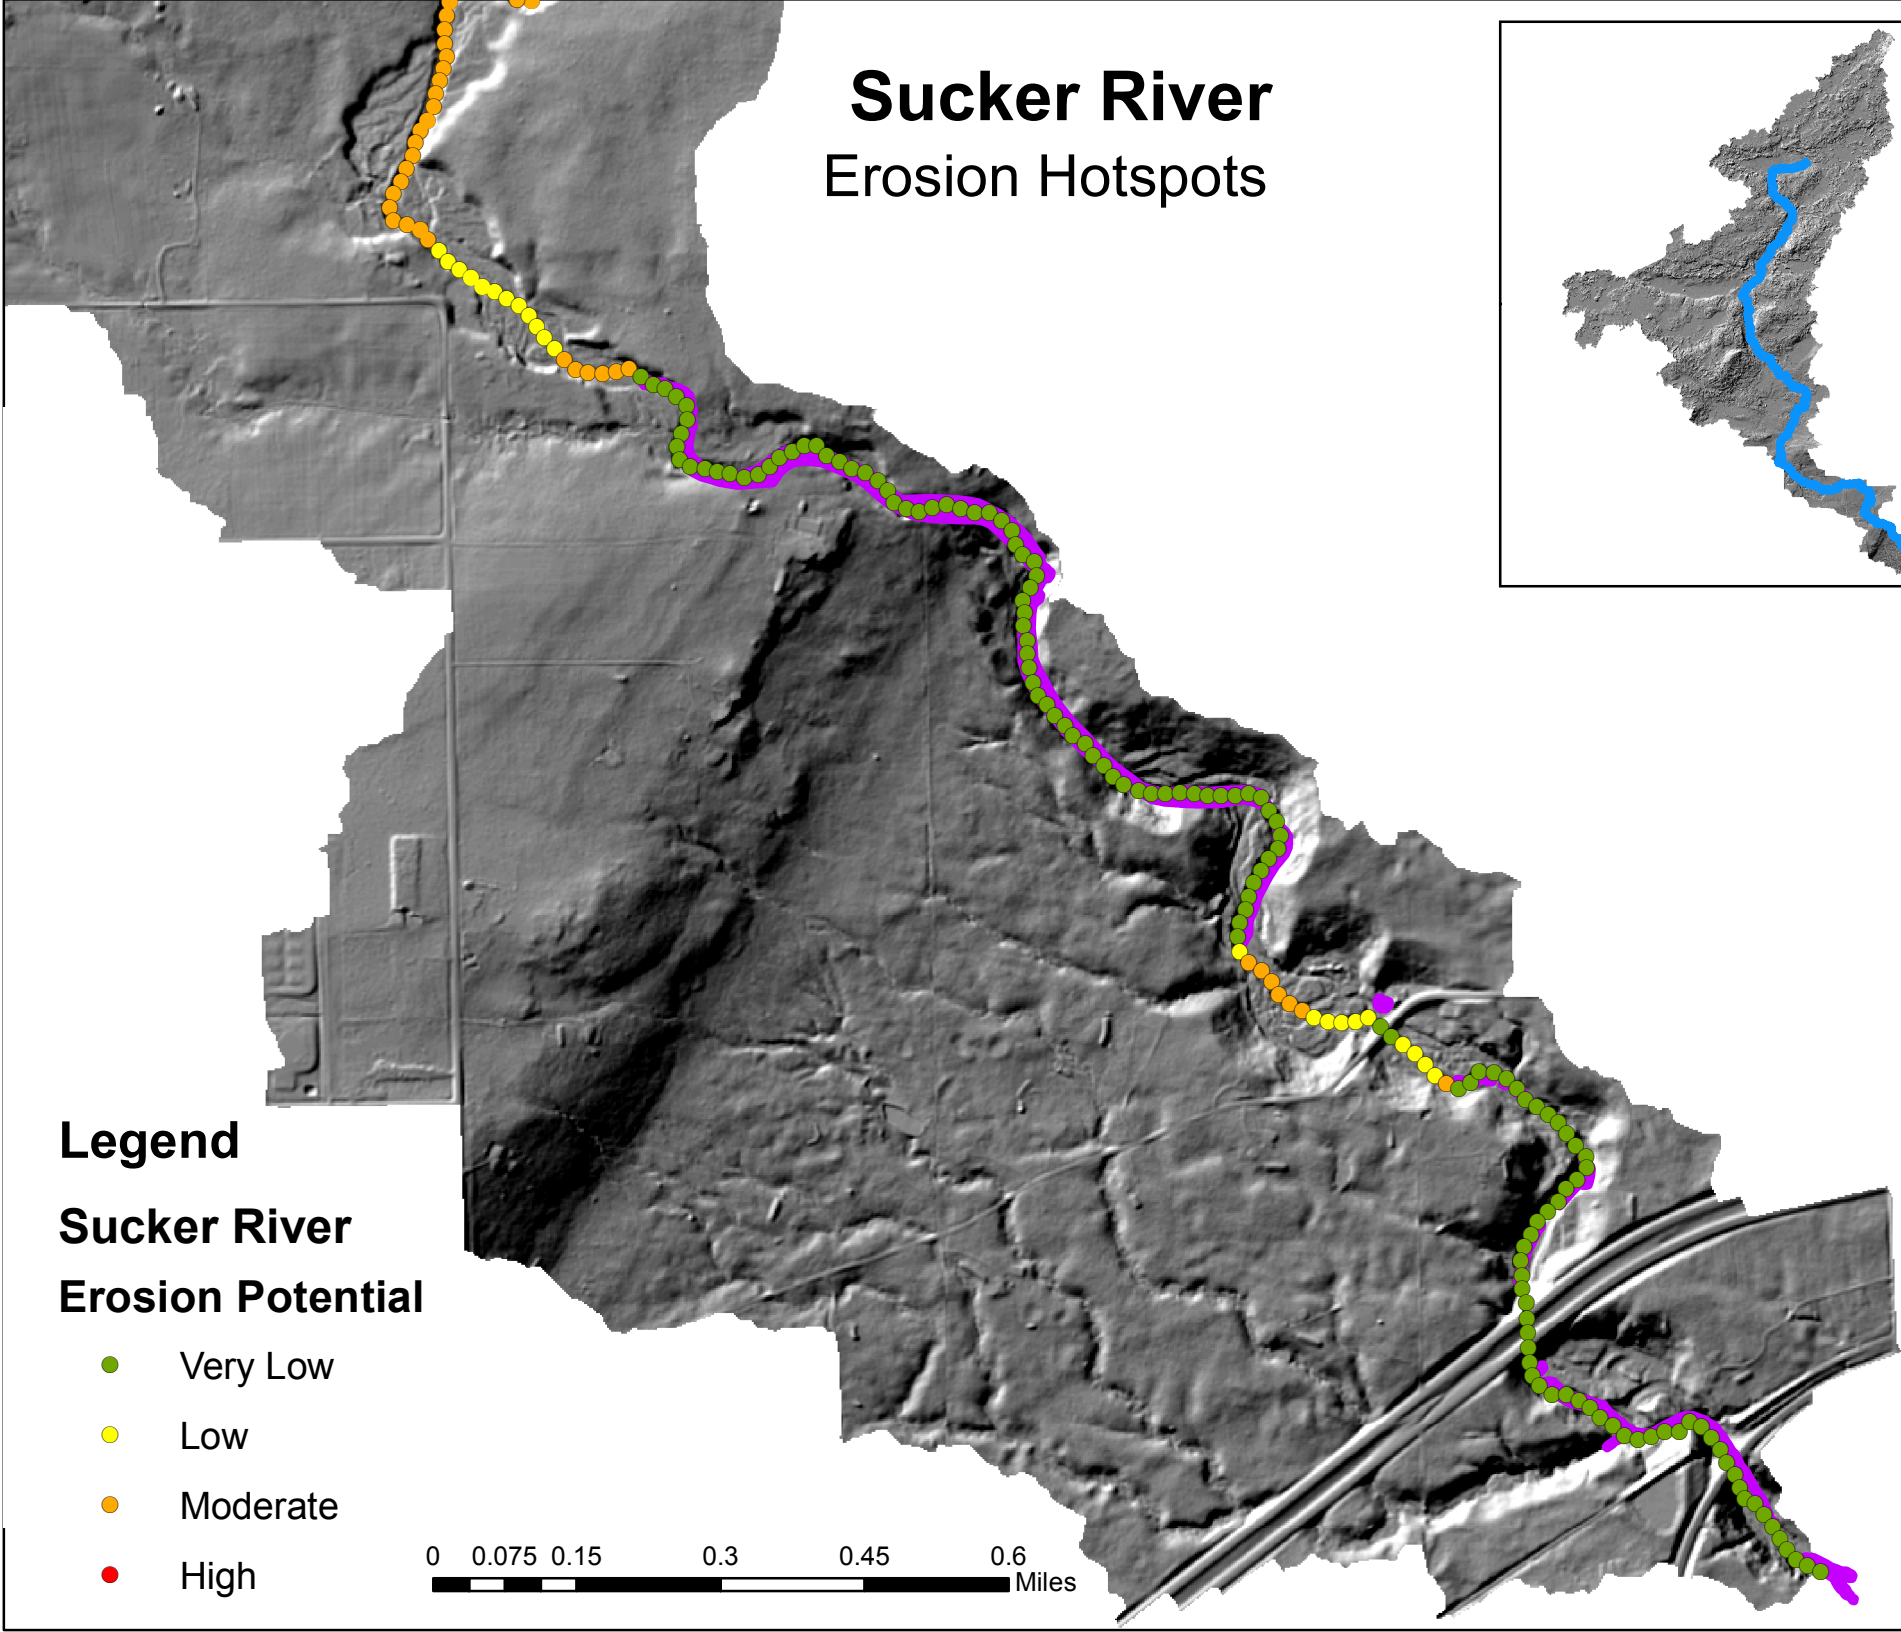 Sucker River
Erosion Hotspots
Legend
Sucker River
Erosion Potential
Very Low
Low
Moderate
High
0 0.075 0.15 0.3 0.45 0.6
Miles